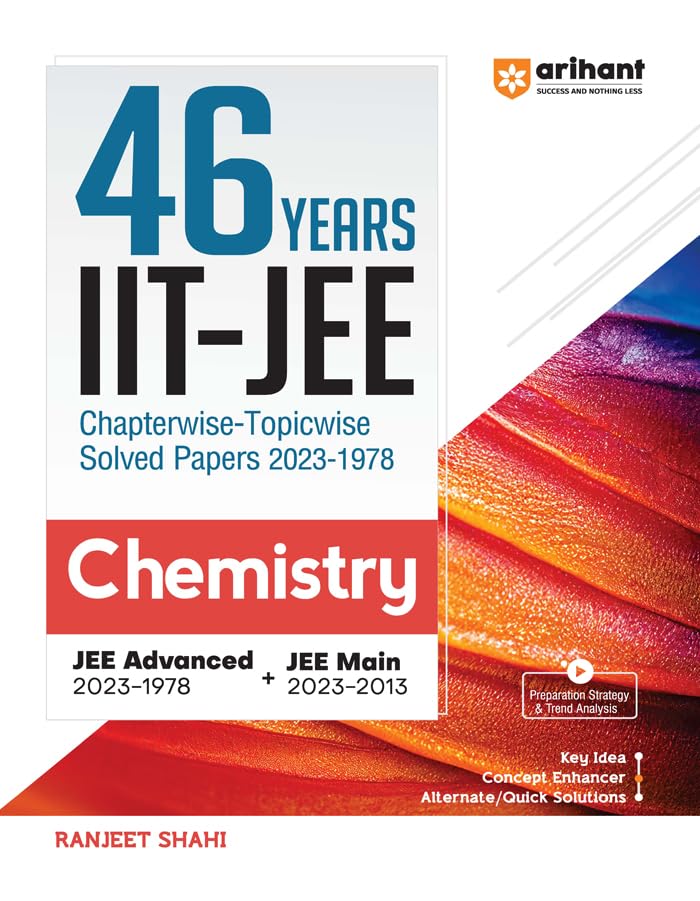 arihant
SUCCESS AND NOTHING LESS
46 YEARS
IIT-JEE
Chapterwise-Topicwise
Solved Papers 2023-1978
Chemistry
JEE Advanced + JEE Main
2023–1978 2023–2013
Preparation Strategy
& Trend Analysis
Key Idea
Concept Enhancer
Alternate/Quick Solutions
RANJEET SHAHI